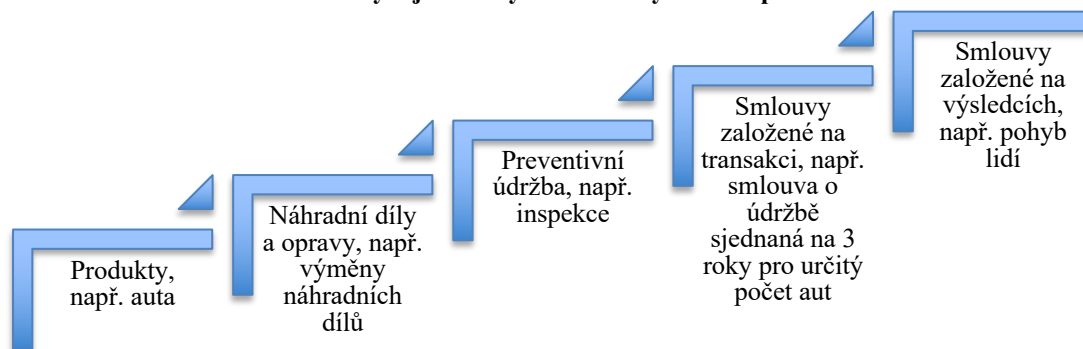 Produkty,
např. auta
Náhradní díly
a opravy, např.
výměny
náhradních
dílů
Preventivní
údržba, např.
inspekce
Smlouvy
založené na
transakci, např.
smlouva o
údržbě
sjednaná na 3
roky pro určitý
počet aut
Smlouvy
založené na
výsledcích,
např. pohyb
lidí